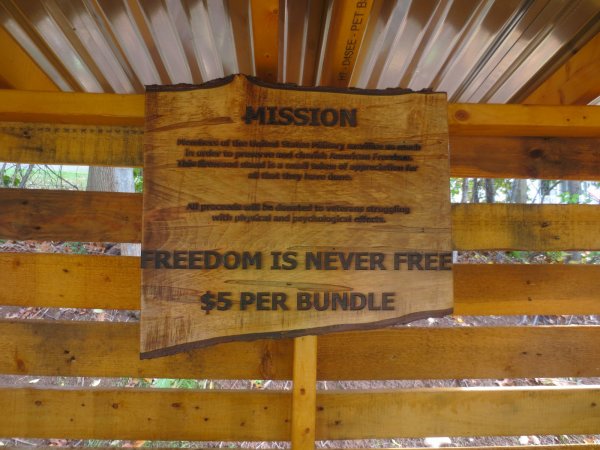 MISSION
Members of the United States Military sacrifice so much
in order to preserve and cherish American Freedom.
This firewood stand is a small token of appreciation for
all that they have done.
All proceeds will be donated to veterans struggling
with physical and psychological effects.
FREEDOM IS NEVER FREE
$5 PER BUNDLE